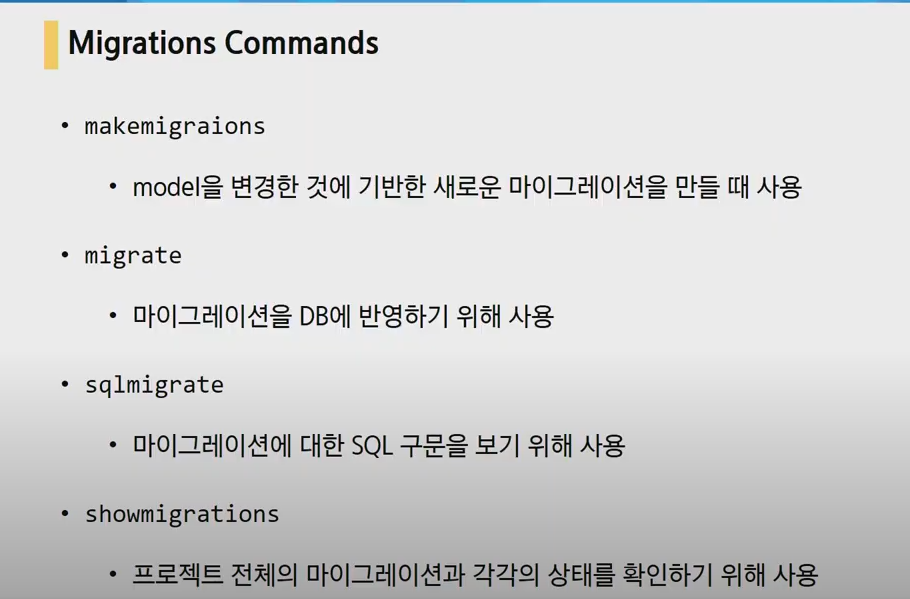 Migrations Commands
• makemigraions
• model을 변경한 것에 기반한 새로운 마이그레이션을 만들 때 사용
• migrate
• 마이그레이션을 DB에 반영하기 위해 사용
• sqlmigrate
• 마이그레이션에 대한 SQL 구문을 보기 위해 사용
• showmigrations
• 프로젝트 전체의 마이그레이션과 각각의 상태를 확인하기 위해 사용